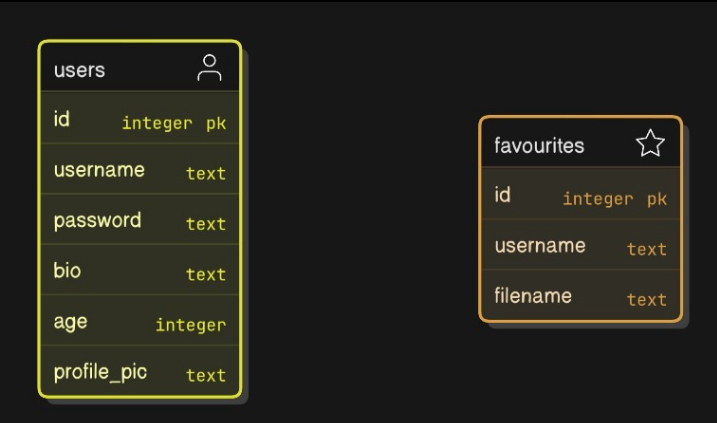 users
id integer pk
username text
password text
bio text
age integer
profile_pic text
favourites
id integer pk
username text
filename text